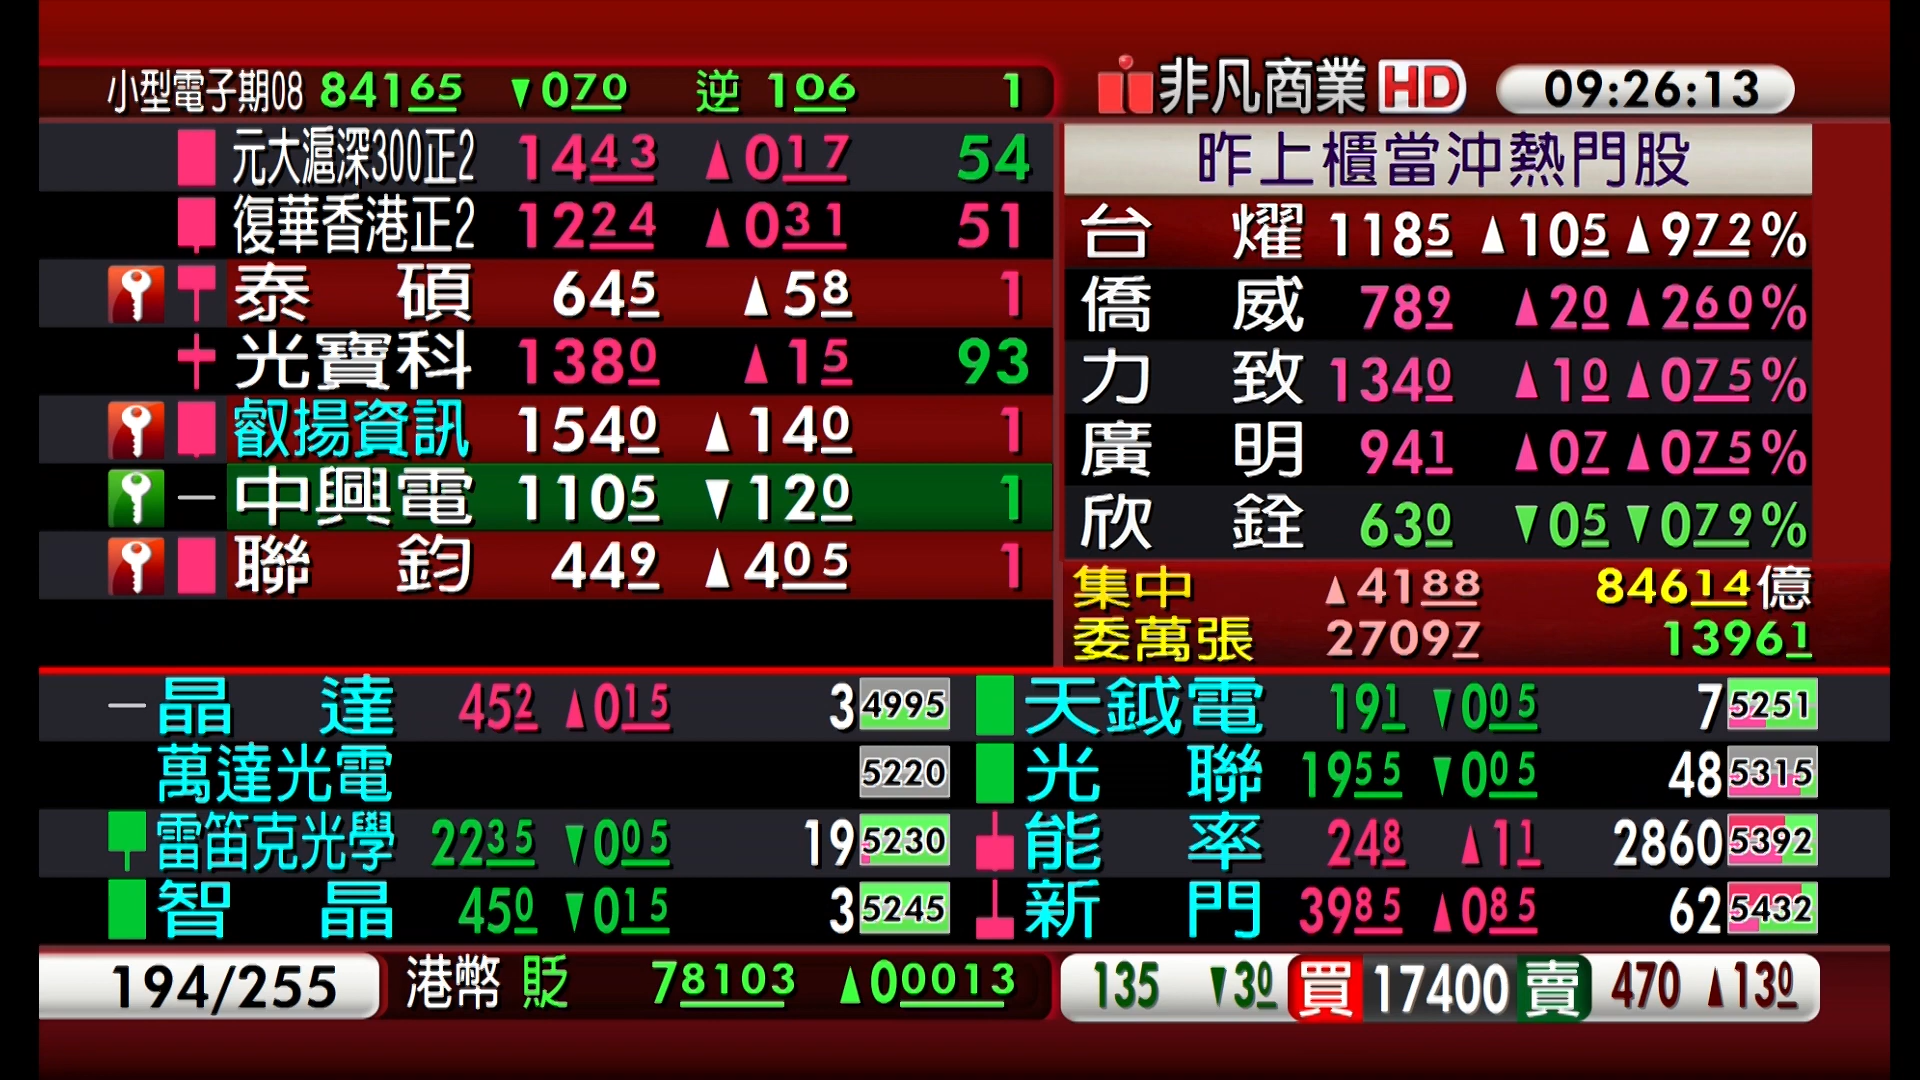 小型電子期08 84165 ▼070 逆 106 1
非凡商業HD 09:26:13
元大滬深300正2 1443 ▲017 54
復華香港正2 1224 ▲031 51
泰碩 645 ▲58 1
光寶科 1380 ▲15 93
叡揚資訊 1540 ▲140 1
中興電 1105 ▼120 1
聯鈞 449 ▲405 1
昨上櫃當沖熱門股
台燿 1185 ▲105 ▲972%
僑威 789 ▲20 ▲260%
力致 1340 ▲10 ▲075%
廣明 941 ▲07 ▲075%
欣銓 630 ▼05 ▼079%
集中 ▲4188 84614億
委萬張 27097 13961
晶達 452 ▲015 3 4995
萬達光電 5220
雷笛克光學 2235 ▼005 19 5230
智晶 450 ▼015 3 5245
天鉞電 191 ▼005 7 5251
光聯 1955 ▼005 48 5315
能率 248 ▲11 2860 5392
新門 3985 ▲085 62 5432
194/255 港幣 貶 78103 ▲00013
135 ▼30 買 17400 賣 470 ▲130